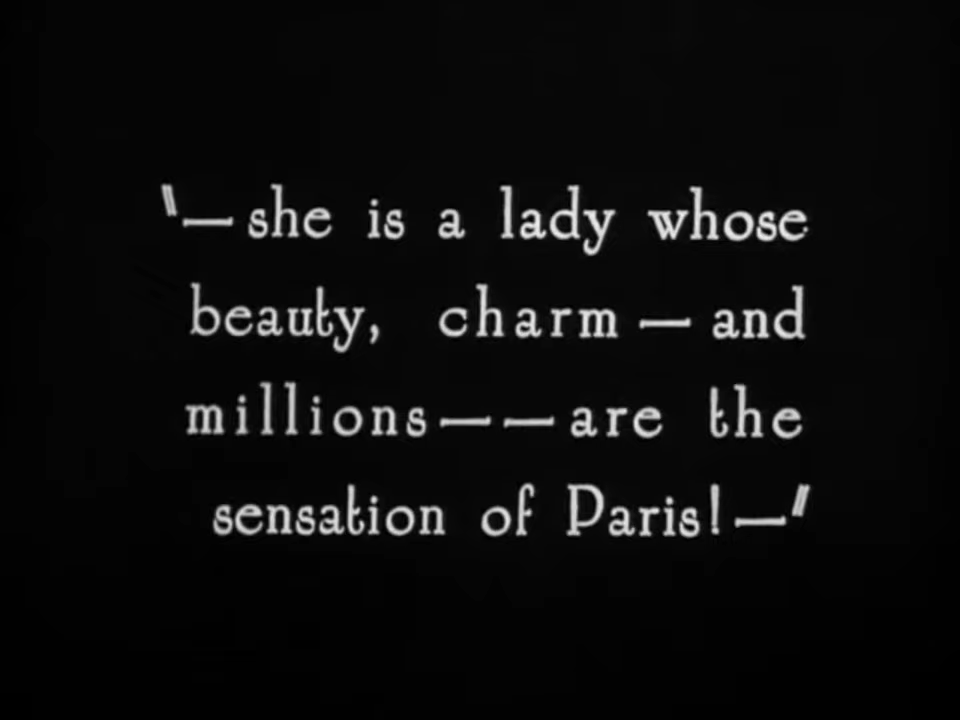 "—she is a lady whose
beauty, charm — and
millions——are the
sensation of Paris!—"